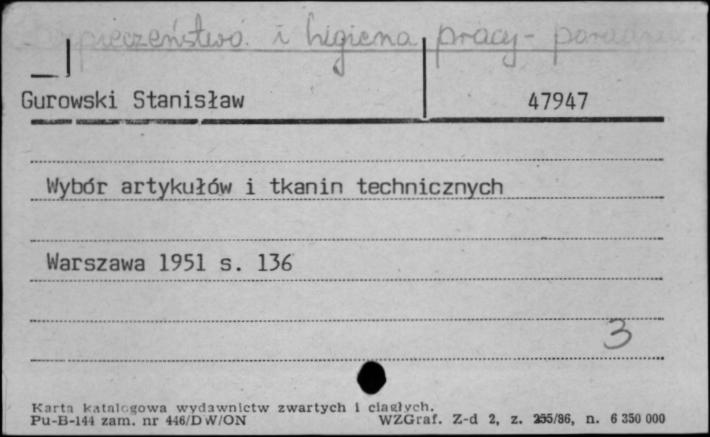 Bezpieczeństwo i higiena pracy - poradnik
Gurowski Stanisław 47947
Wybór artykułów i tkanin technicznych
Warszawa 1951 s. 136
3
Karta katalogowa wydawnictw zwartych i ciągłych.
Pu-B-144 zam. nr 446/DW/ON WZGraf. Z-d 2, z. 255/86, n. 6 350 000